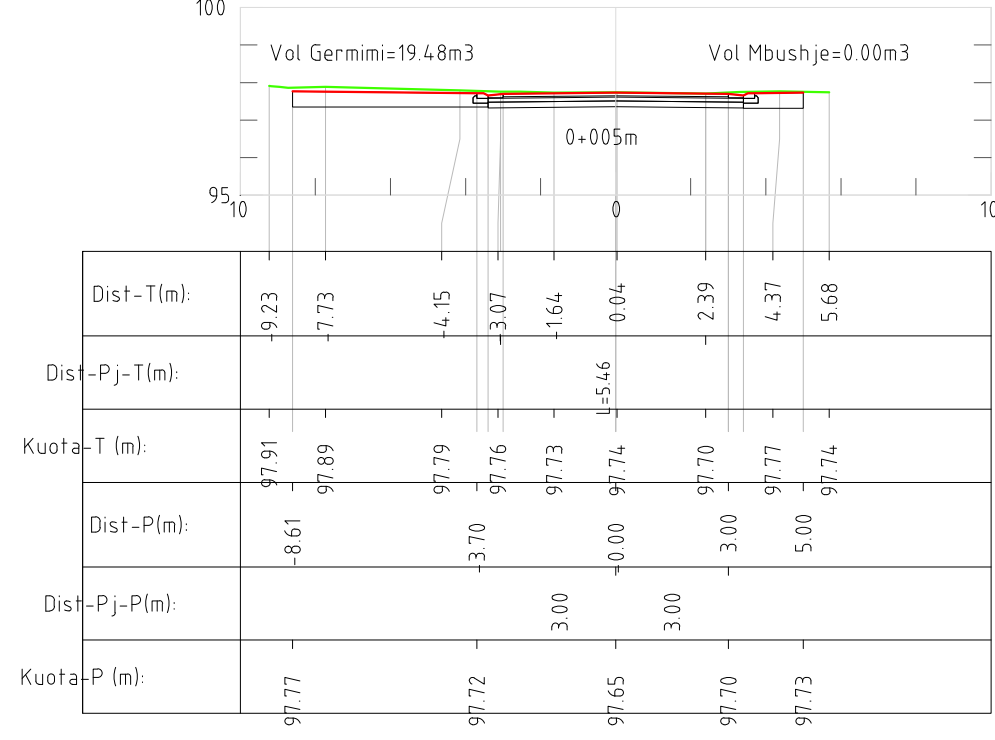 100
Vol Germimi=19.48m3 Vol Mbushje=0.00m3
0+005m
95
10 0 10
Dist-T(m): -9.23 -7.73 -4.15 -3.07 -1.64 0.04 2.39 4.37 5.68
Dist-Pj-T(m): L=5.46
Kuota-T (m): 97.91 97.89 97.79 97.76 97.73 97.74 97.70 97.77 97.74
Dist-P(m): -8.61 -3.70 -0.00 3.00 5.00
Dist-Pj-P(m): 3.00 3.00
Kuota-P (m): 97.77 97.72 97.65 97.70 97.73